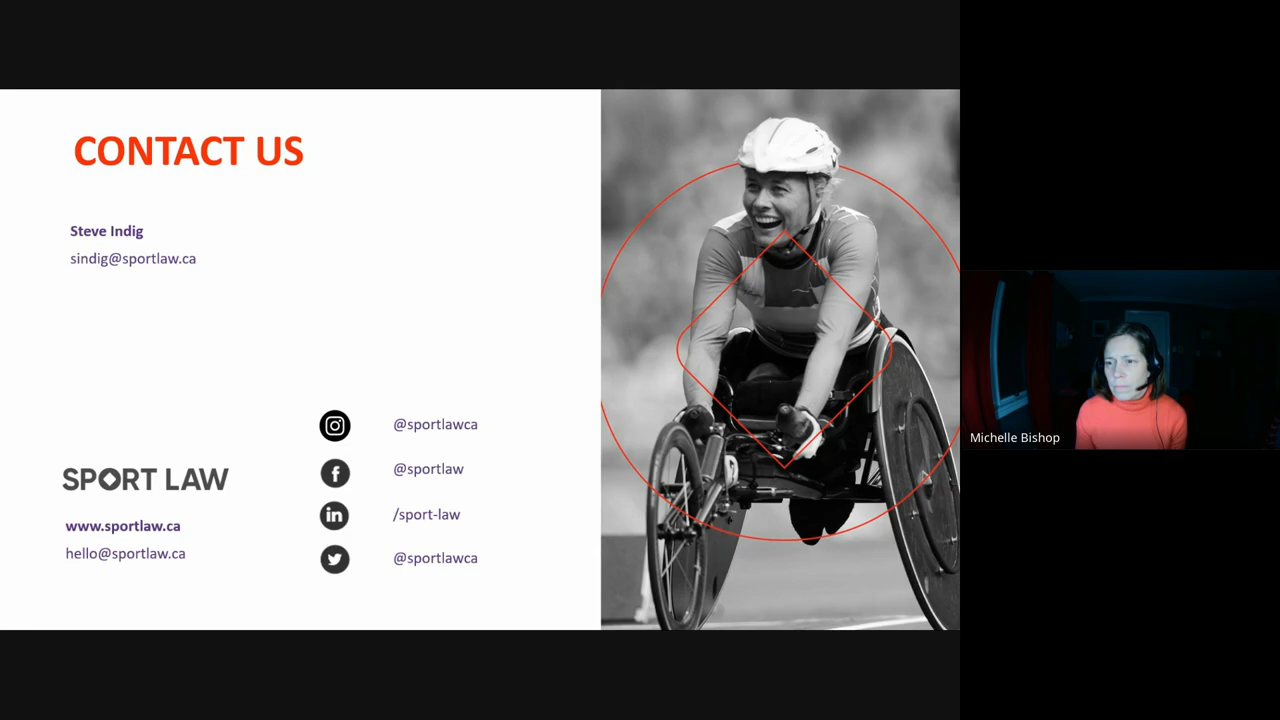 CONTACT US
Steve Indig
sindig@sportlaw.ca
@sportlawca
@sportlaw
/sport-law
@sportlawca
SPORT LAW
www.sportlaw.ca
hello@sportlaw.ca
Michelle Bishop